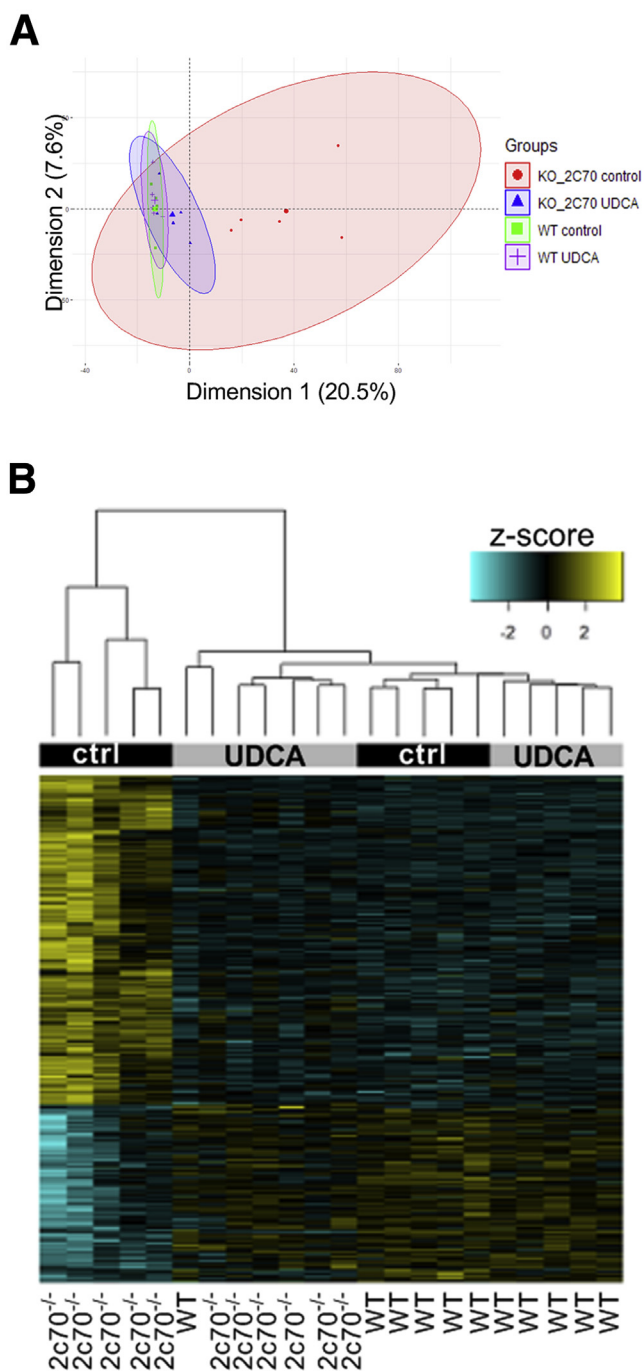 A
Dimension 2 (7.6%)
0
-40
0
40
80
Dimension 1 (20.5%)
Groups
KO_2C70 control
KO_2C70 UDCA
WT control
WT UDCA
B
z-score
-2 0 2
ctrl UDCA ctrl UDCA
2c70-/- 2c70-/- 2c70-/- 2c70-/- 2c70-/- WT 2c70-/- 2c70-/- 2c70-/- 2c70-/- 2c70-/- 2c70-/- WT WT WT WT WT WT WT WT WT WT